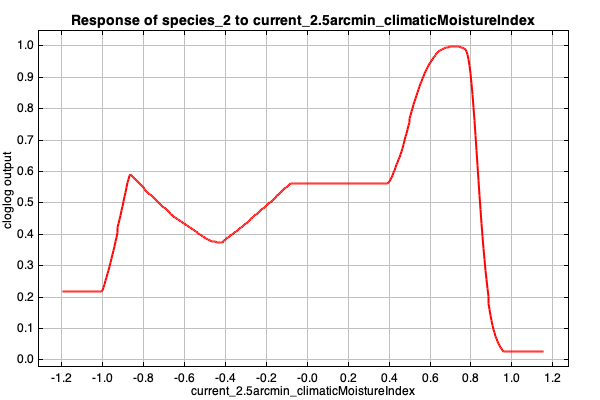 Response of species_2 to current_2.5arcmin_climaticMoistureIndex
1.0
0.9
0.8
0.7
0.6
0.5
0.4
0.3
0.2
0.1
0.0
cloglog output
-1.2 -1.0 -0.8 -0.6 -0.4 -0.2 -0.0 0.2 0.4 0.6 0.8 1.0 1.2
current_2.5arcmin_climaticMoistureIndex